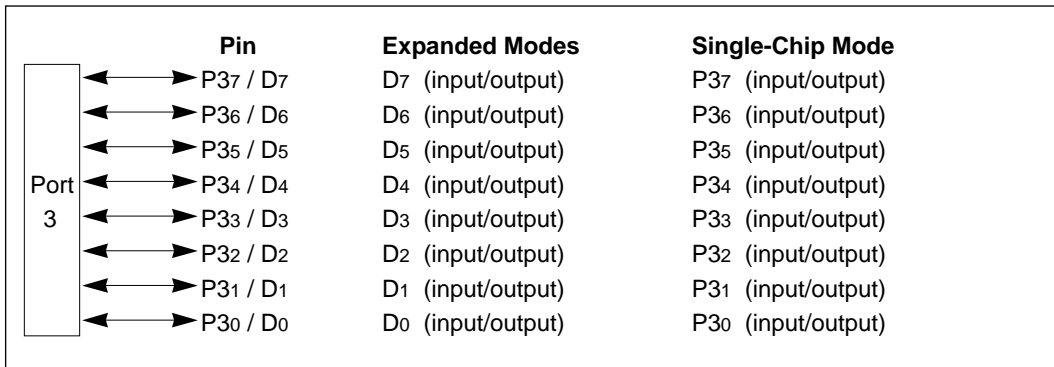 Pin Expanded Modes Single-Chip Mode
P37 / D7 D7 (input/output) P37 (input/output)
P36 / D6 D6 (input/output) P36 (input/output)
P35 / D5 D5 (input/output) P35 (input/output)
Port P34 / D4 D4 (input/output) P34 (input/output)
3 P33 / D3 D3 (input/output) P33 (input/output)
P32 / D2 D2 (input/output) P32 (input/output)
P31 / D1 D1 (input/output) P31 (input/output)
P30 / D0 D0 (input/output) P30 (input/output)